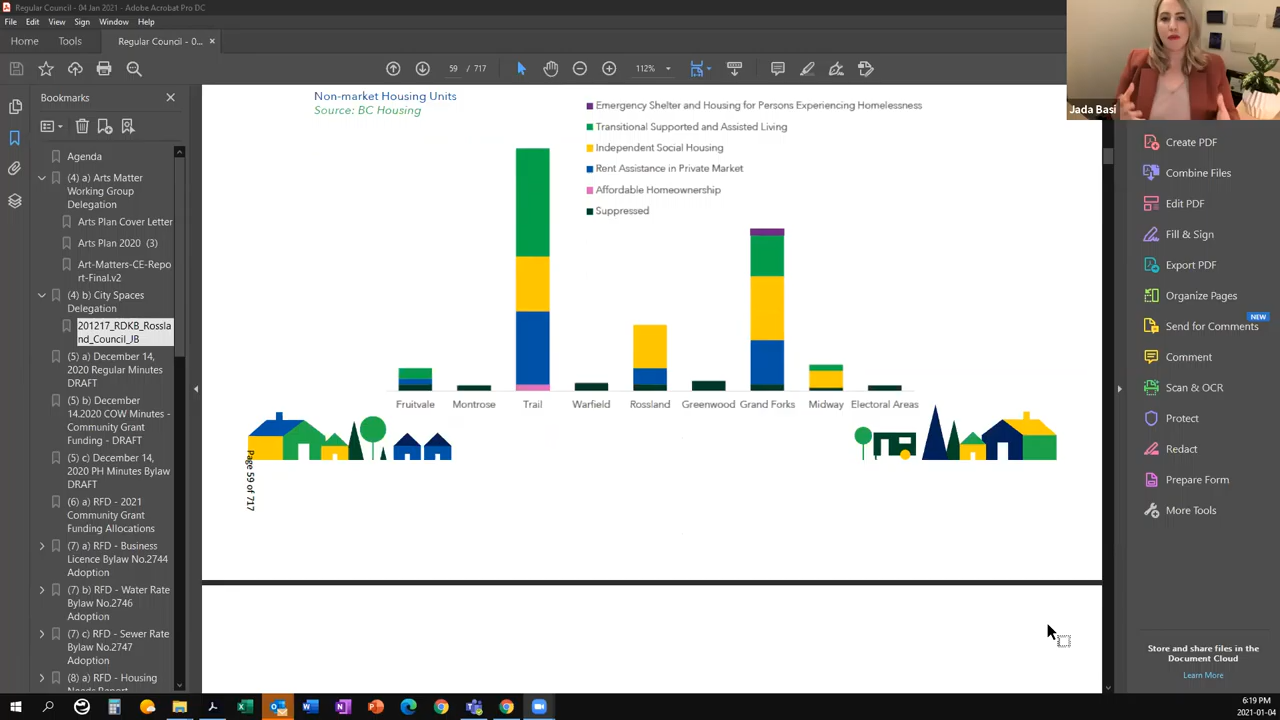 Regular Council - 04 Jan 2021 - Adobe Acrobat Pro DC
File Edit View Sign Window Help
Home Tools Regular Council - 0... ×
59 / 717 112%
Bookmarks
Agenda
(4) a) Arts Matter
Working Group
Delegation
Arts Plan Cover Letter
Arts Plan 2020 (3)
Art-Matters-CE-Repo
rt-Final.v2
(4) b) City Spaces
Delegation
201217_RDKB_Rossla
nd_Council_JB
(5) a) December 14,
2020 Regular Minutes
DRAFT
(5) b) December
14.2020 COW Minutes -
Community Grant
Funding - DRAFT
(5) c) December 14,
2020 PH Minutes Bylaw
DRAFT
(6) a) RFD - 2021
Community Grant
Funding Allocations
(7) a) RFD - Business
Licence Bylaw No.2744
Adoption
(7) b) RFD - Water Rate
Bylaw No.2746
Adoption
(7) c) RFD - Sewer Rate
Bylaw No.2747
Adoption
(8) a) RFD - Housing
Needs Report
Non-market Housing Units
Source: BC Housing
Emergency Shelter and Housing for Persons Experiencing Homelessness
Transitional Supported and Assisted Living
Independent Social Housing
Rent Assistance in Private Market
Affordable Homeownership
Suppressed
Fruitvale Montrose Trail Warfield Rossland Greenwood Grand Forks Midway Electoral Areas
Page 59 of 717
Jada Basi
Create PDF
Combine Files
Edit PDF
Fill & Sign
Export PDF
Organize Pages
NEW
Send for Comments
Comment
Scan & OCR
Protect
Redact
Prepare Form
More Tools
Store and share files in the
Document Cloud
Learn More
6:19 PM
2021-01-04